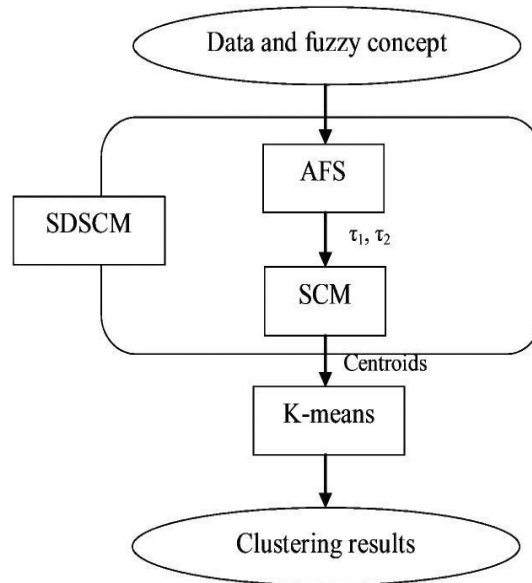 Data and fuzzy concept
AFS
SDSCM
τ₁, τ₂
SCM
Centroids
K-means
Clustering results